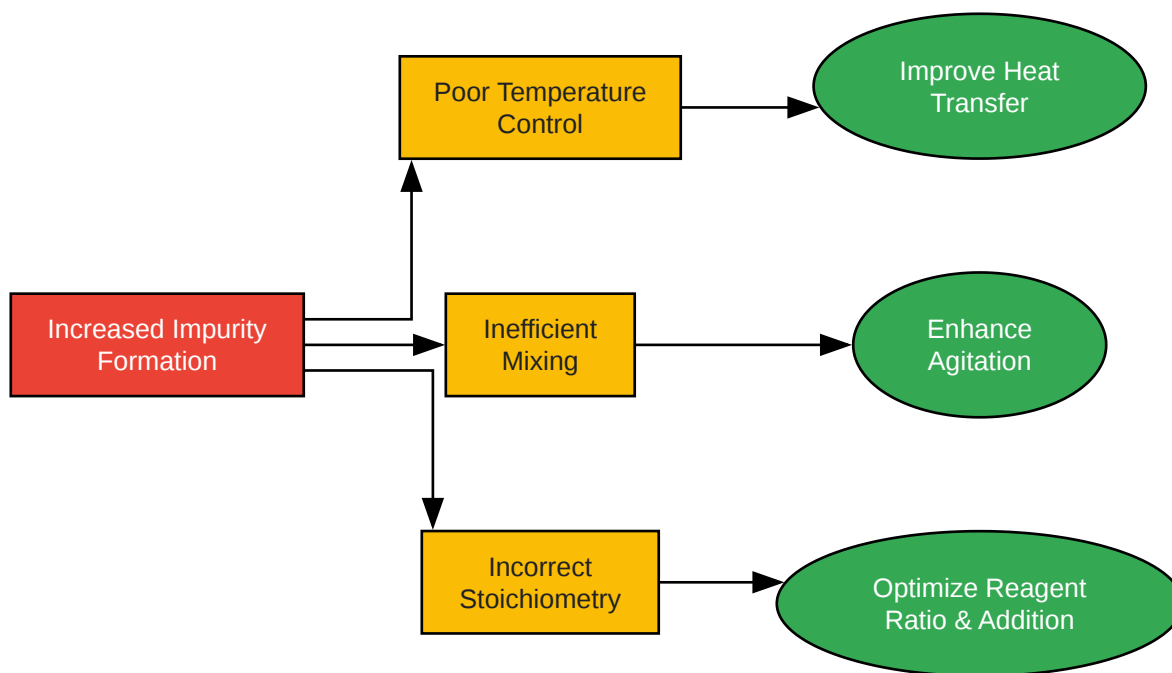 Improve Heat
Transfer
Poor Temperature
Control
Increased Impurity
Formation
Inefficient
Mixing
Enhance
Agitation
Incorrect
Stoichiometry
Optimize Reagent
Ratio & Addition